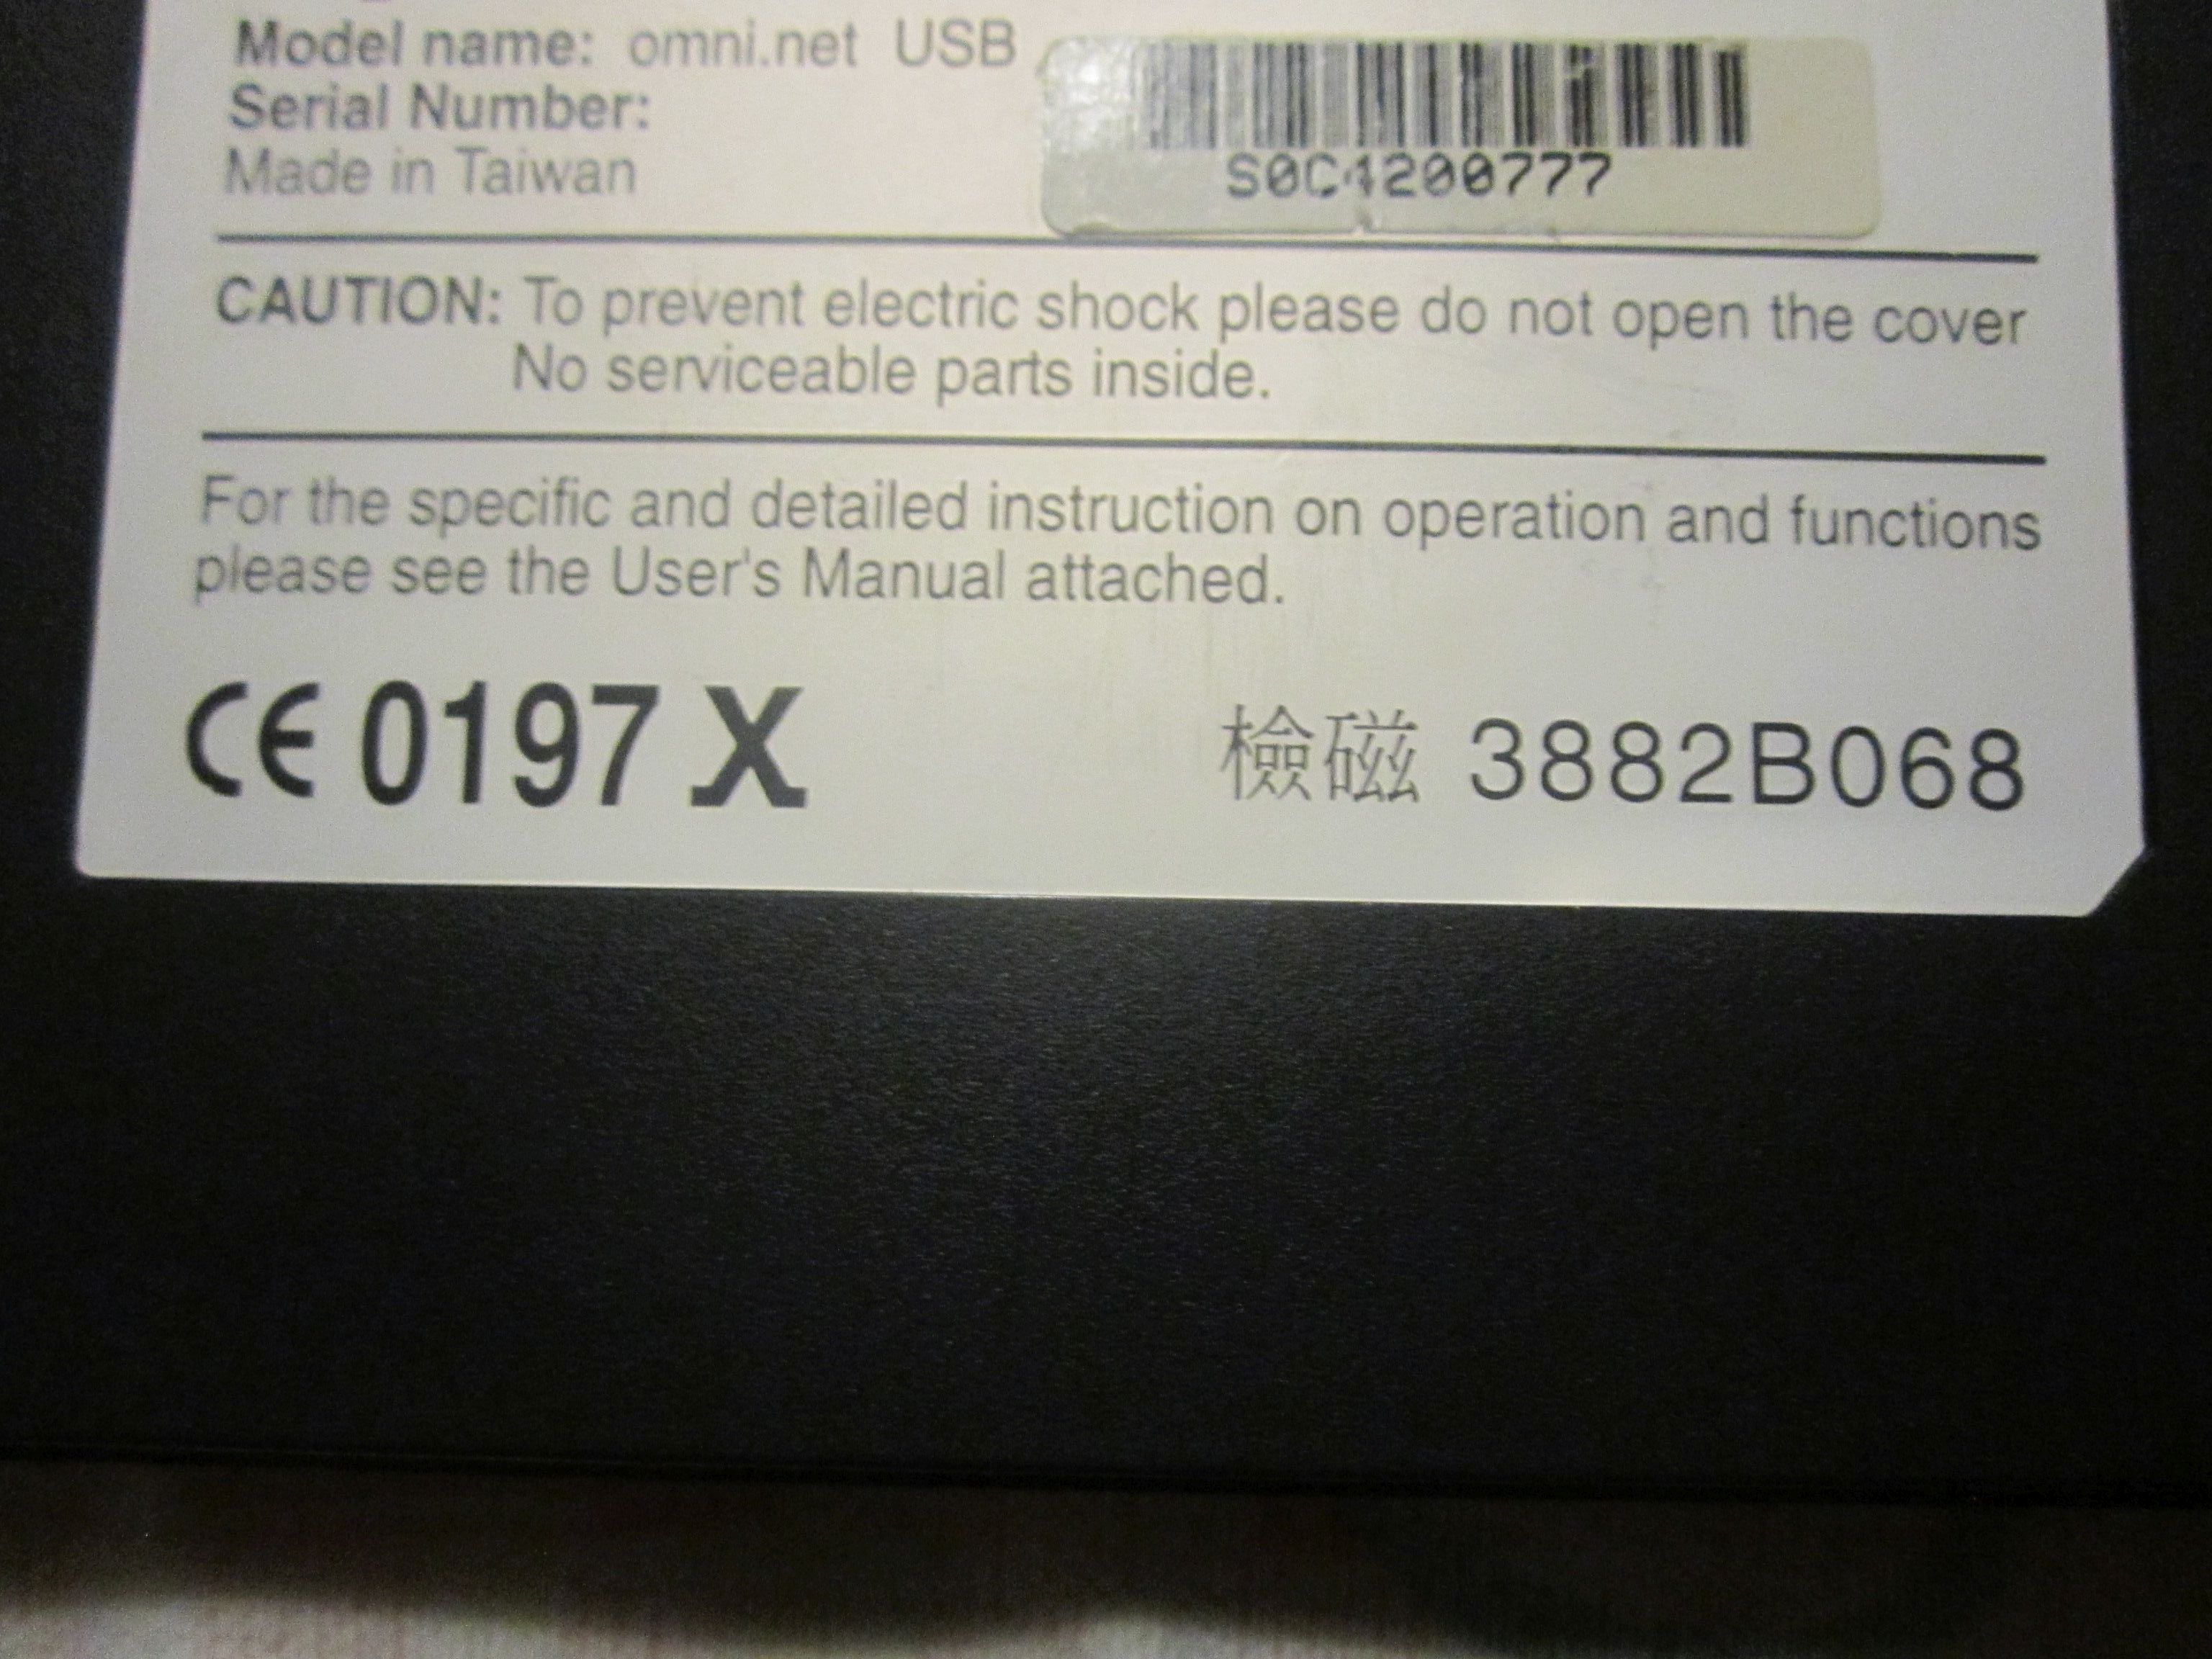 Model name: omni.net USB
Serial Number:
S0C4200777
Made in Taiwan
CAUTION: To prevent electric shock please do not open the cover
No serviceable parts inside.
For the specific and detailed instruction on operation and functions
please see the User's Manual attached.
CE 0197 X
檢磁 3882B068